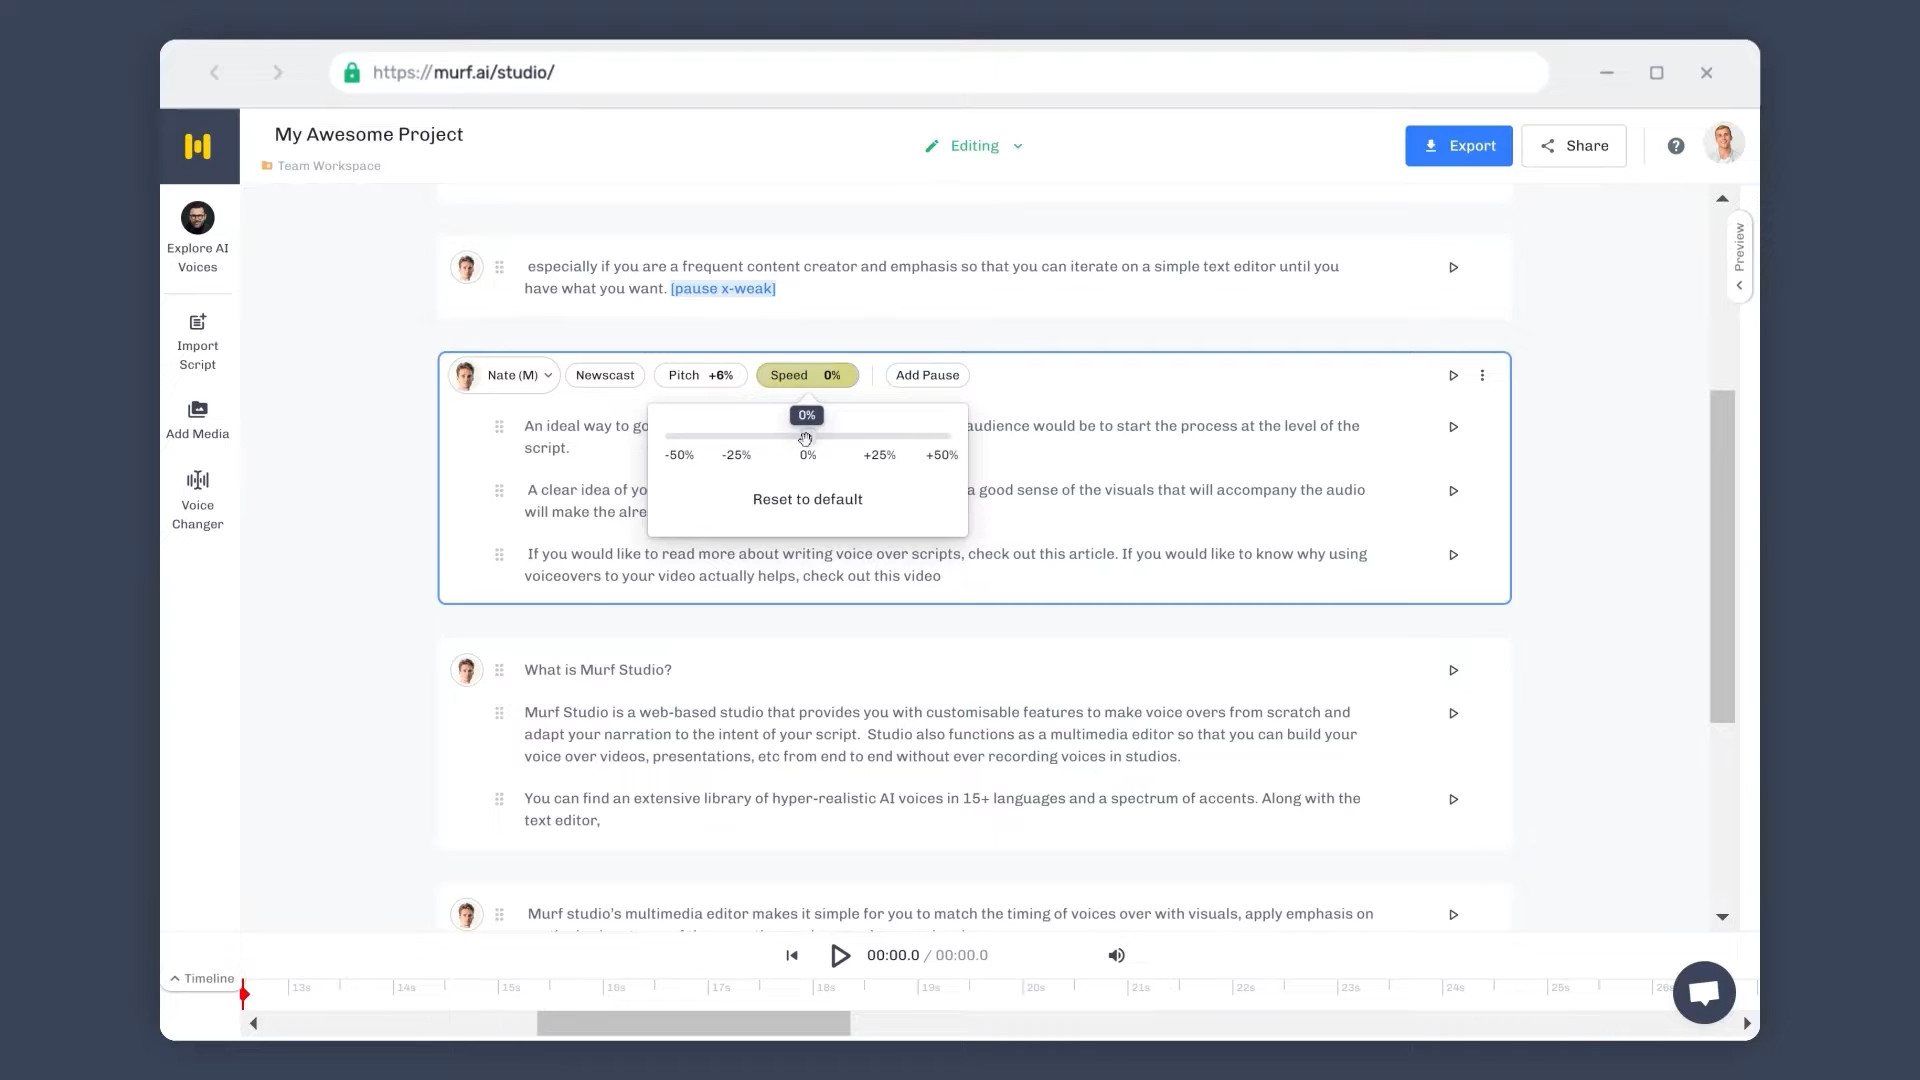 https://murf.ai/studio/
My Awesome Project
Team Workspace
Editing
Export
Share
Explore AI
Voices
Import
Script
Add Media
Voice
Changer
Preview
especially if you are a frequent content creator and emphasis so that you can iterate on a simple text editor until you
have what you want. [pause x-weak]
Nate (M)
Newscast
Pitch +6%
Speed 0%
Add Pause
0%
-50% -25% 0% +25% +50%
Reset to default
An ideal way to go
audience would be to start the process at the level of the
script.
A clear idea of yo
a good sense of the visuals that will accompany the audio
will make the alre
If you would like to read more about writing voice over scripts, check out this article. If you would like to know why using
voiceovers to your video actually helps, check out this video
What is Murf Studio?
Murf Studio is a web-based studio that provides you with customisable features to make voice overs from scratch and
adapt your narration to the intent of your script. Studio also functions as a multimedia editor so that you can build your
voice over videos, presentations, etc from end to end without ever recording voices in studios.
You can find an extensive library of hyper-realistic AI voices in 15+ languages and a spectrum of accents. Along with the
text editor,
Murf studio's multimedia editor makes it simple for you to match the timing of voices over with visuals, apply emphasis on
00:00.0 / 00:00.0
Timeline
13s 14s 15s 16s 17s 18s 19s 20s 21s 22s 23s 24s 25s 26s